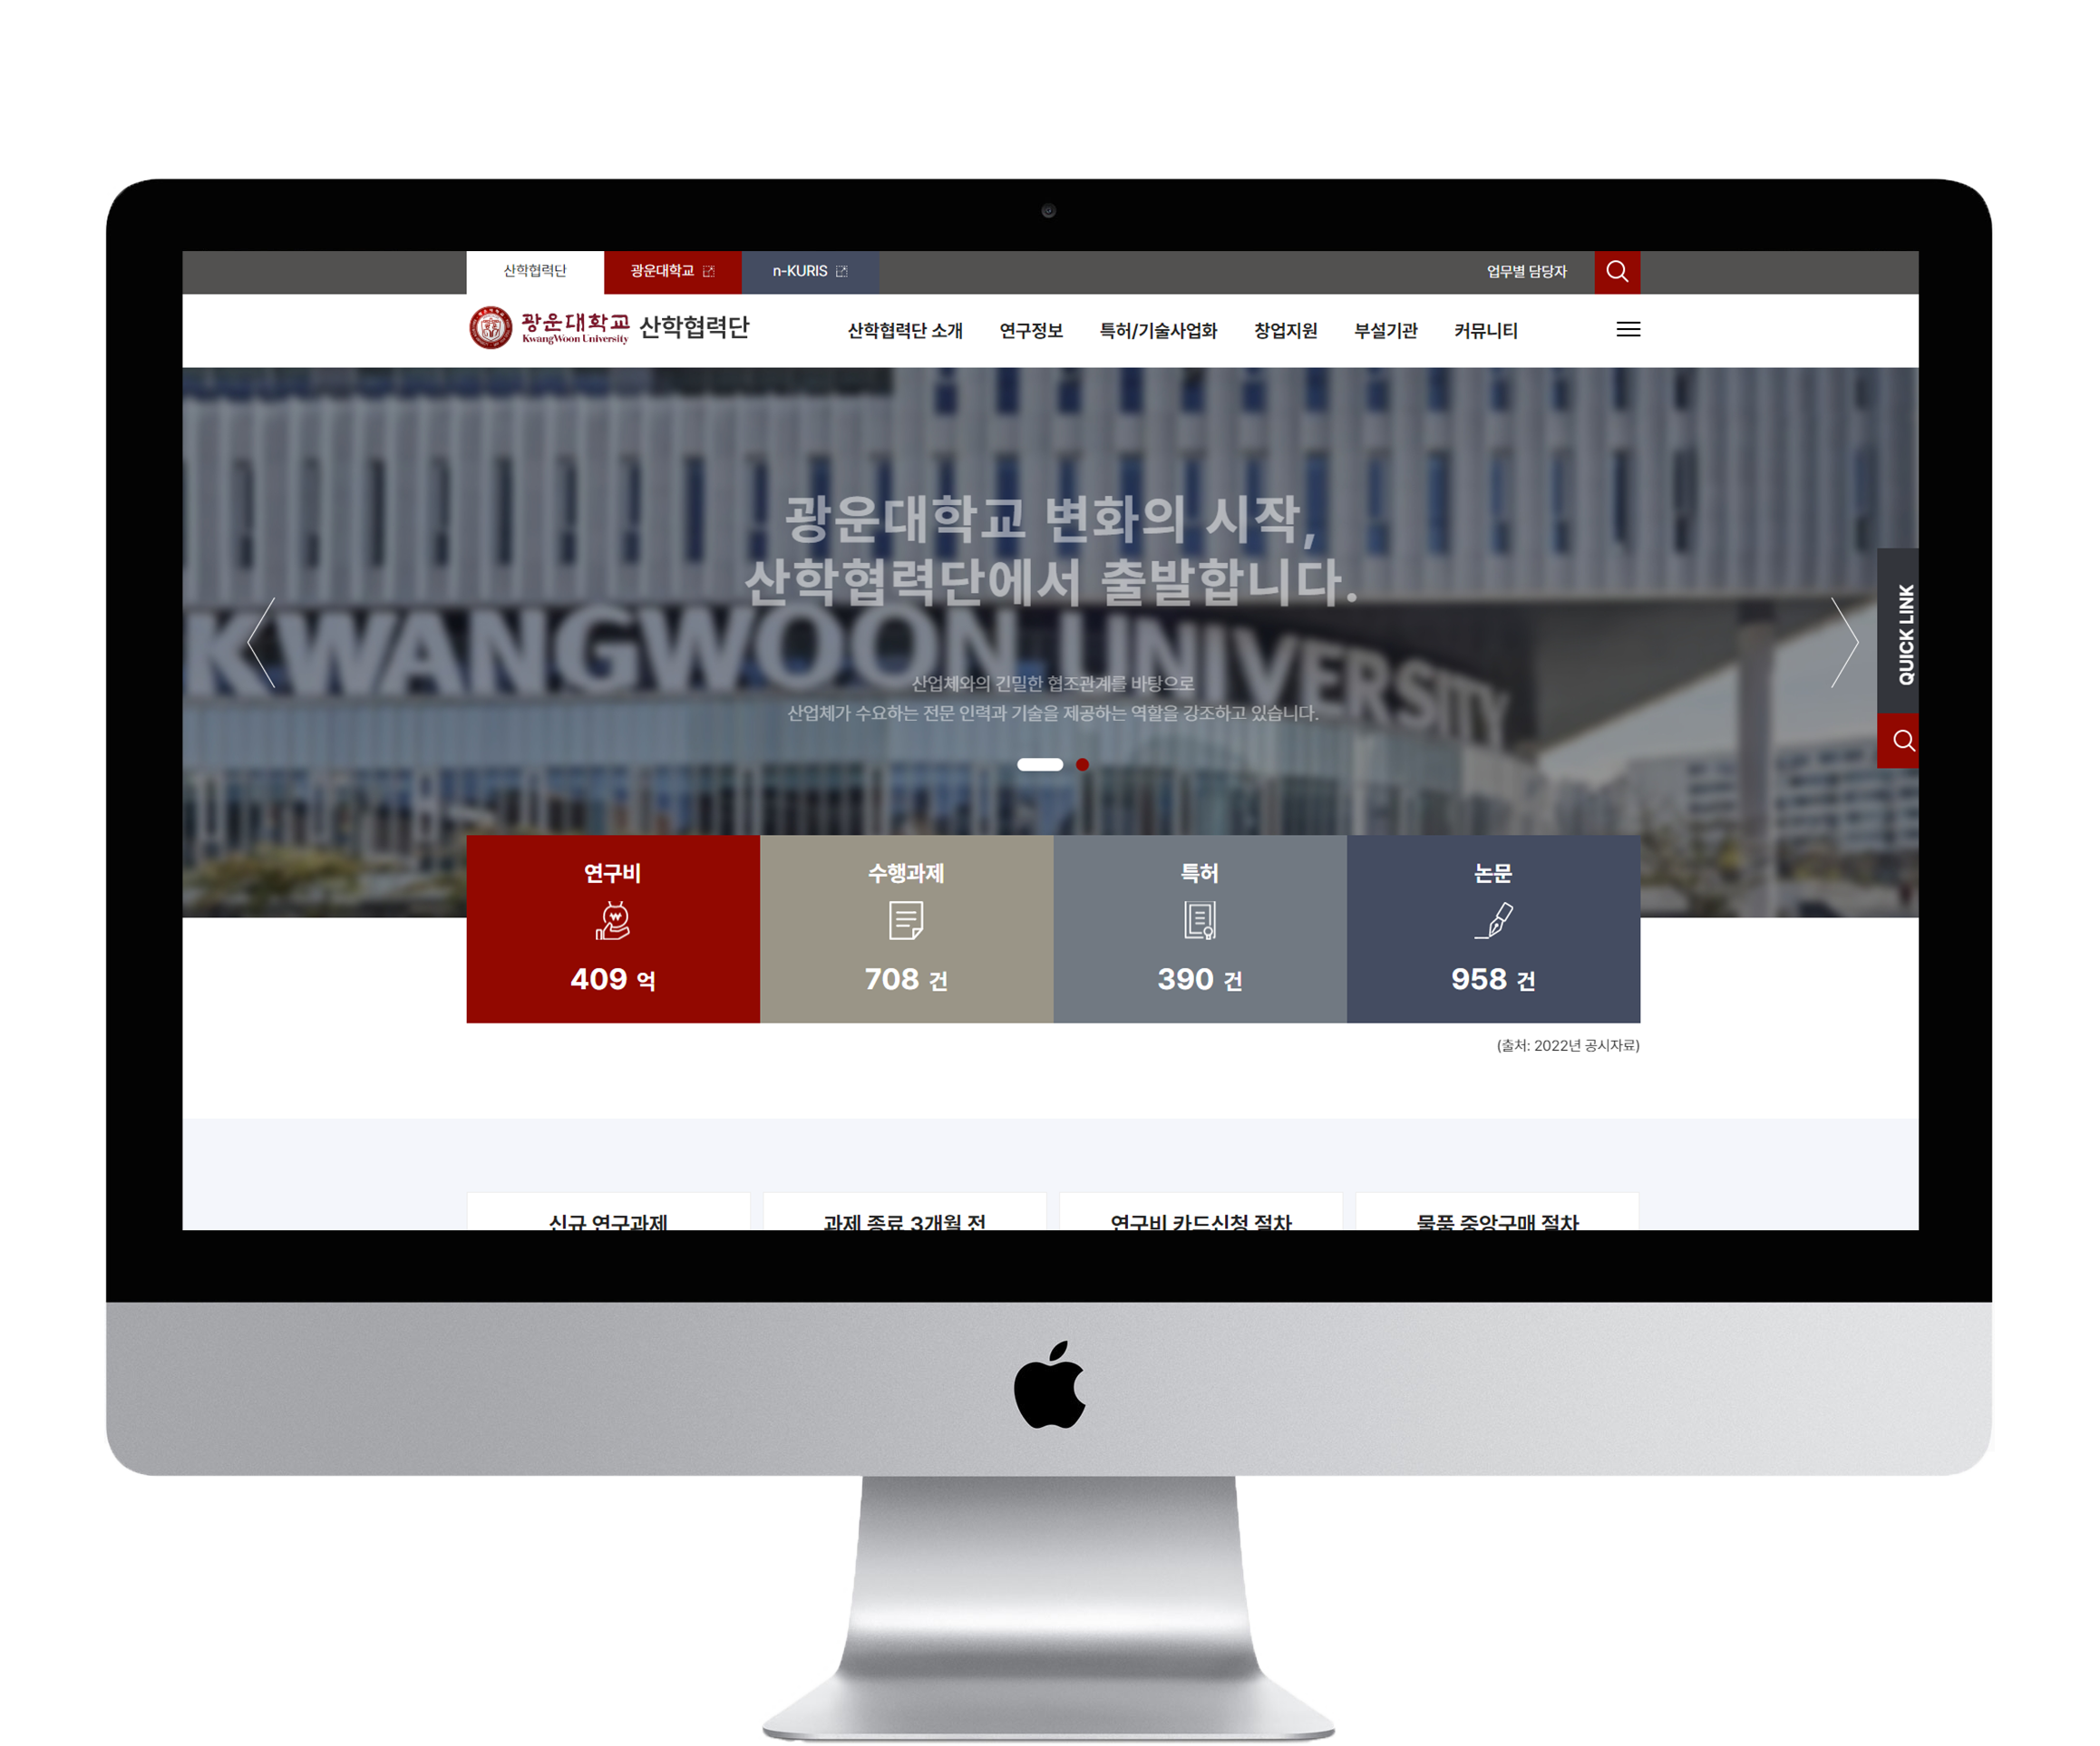 산학협력단
광운대학교
n-KURIS
업무별 담당자
광운대학교 산학협력단
KwangWoon University
산학협력단 소개
연구정보
특허/기술사업화
창업지원
부설기관
커뮤니티
광운대학교 변화의 시작,
산학협력단에서 출발합니다.
KWANGWOON UNIVERSITY
산업체와의 긴밀한 협조관계를 바탕으로
산업체가 수요하는 전문 인력과 기술을 제공하는 역할을 강조하고 있습니다.
QUICK LINK
연구비
409 억
수행과제
708 건
특허
390 건
논문
958 건
(출처: 2022년 공시자료)
신규 연구과제
과제 종료 3개월 전
연구비 카드신청 절차
물품 중앙구매 절차